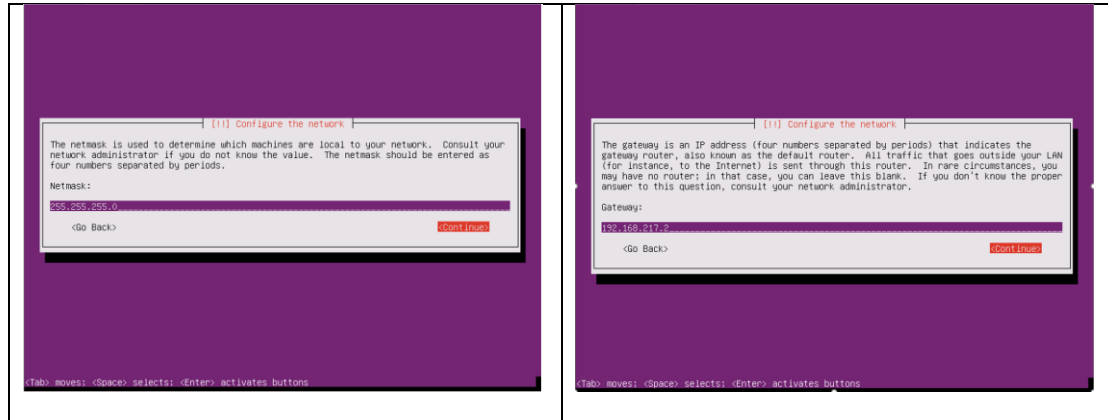 [!!] Configure the network
The netmask is used to determine which machines are local to your network.  Consult your
network administrator if you do not know the value.  The netmask should be entered as
four numbers separated by periods.
Netmask:
255.255.255.0
<Go Back>
<Continue>
<Tab> moves; <Space> selects; <Enter> activates buttons
[!!] Configure the network
The gateway is an IP address (four numbers separated by periods) that indicates the
gateway router, also known as the default router.  All traffic that goes outside your LAN
(for instance, to the Internet) is sent through this router.  In rare circumstances, you
may have no router; in that case, you can leave this blank.  If you don't know the proper
answer to this question, consult your network administrator.
Gateway:
192.168.217.2
<Go Back>
<Continue>
<Tab> moves; <Space> selects; <Enter> activates buttons